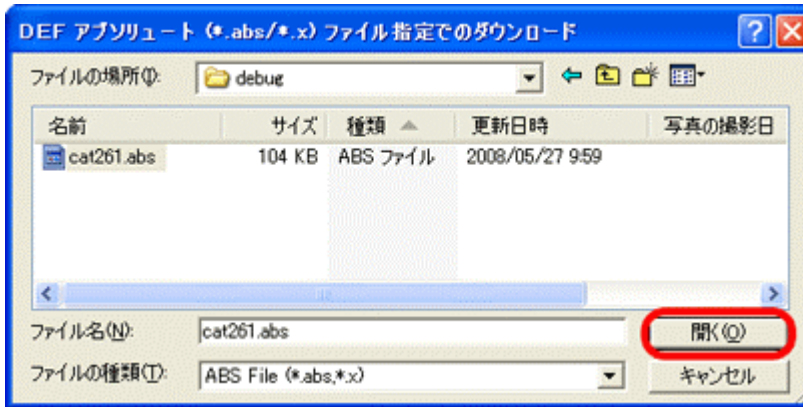 DEF アブソリュート (*.abs/*.x) ファイル指定でのダウンロード
ファイルの場所(I):
debug
名前 サイズ 種類 更新日時 写真の撮影日
cat261.abs 104 KB ABS ファイル 2008/05/27 9:59
ファイル名(N): cat261.abs 開く(O)
ファイルの種類(T): ABS File (*.abs,*.x) キャンセル